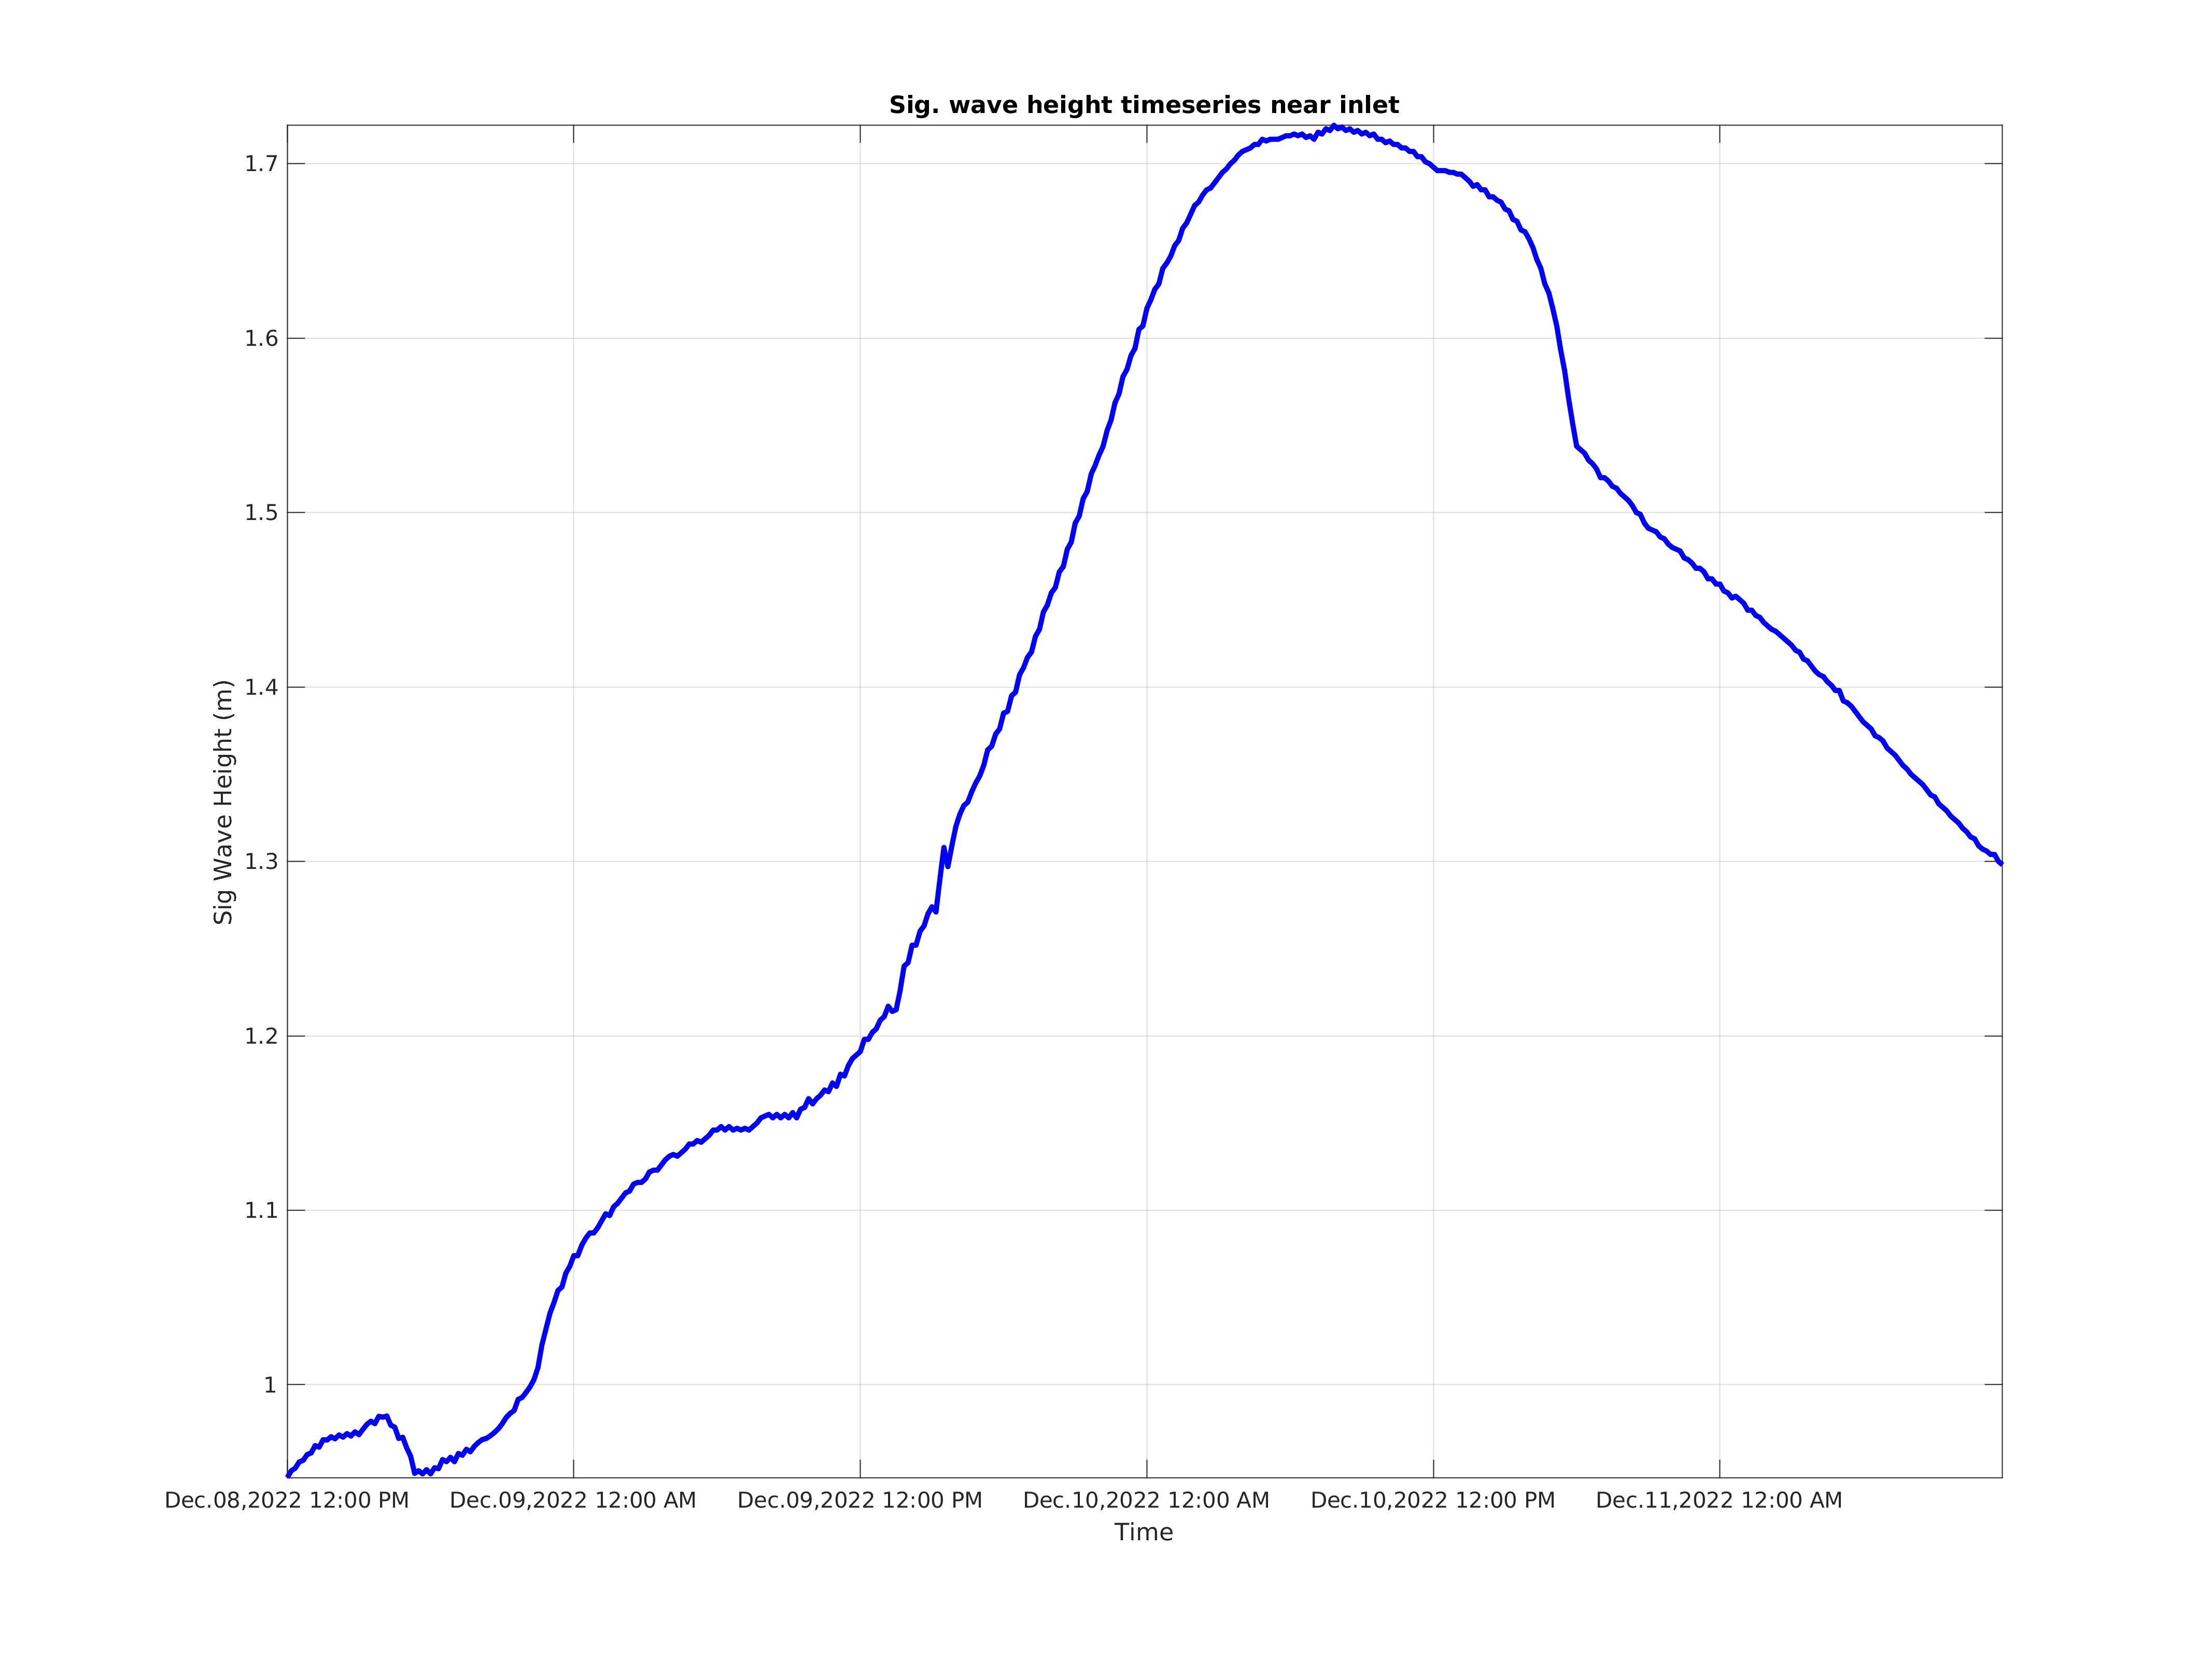 Sig. wave height timeseries near inlet
1.7
1.6
1.5
1.4
1.3
1.2
1.1
1
Sig Wave Height (m)
Dec.08,2022 12:00 PM Dec.09,2022 12:00 AM Dec.09,2022 12:00 PM Dec.10,2022 12:00 AM Dec.10,2022 12:00 PM Dec.11,2022 12:00 AM
Time